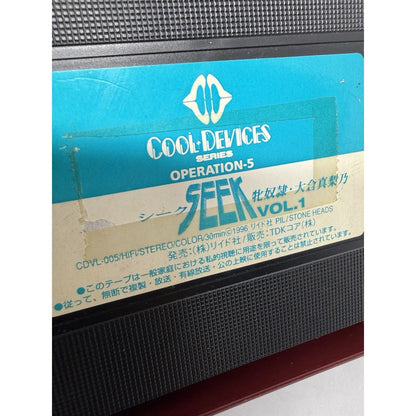 COOL·DEVICES
SERIES
OPERATION-5
シーク SEEK 牝奴隷・大合真梨乃
VOL.1
CDVL-005/HIFI/STEREO/COLOR/30min©1996 リイド社 PIL/STONE HEADS
発売：(株)リイド社/販売：TDKコア(株)
●このテープは一般家庭における私的視聴に用途を限って販売されています。
●従って、無断で複製・放送・有線放送・公の上映に使用することは禁止されています。